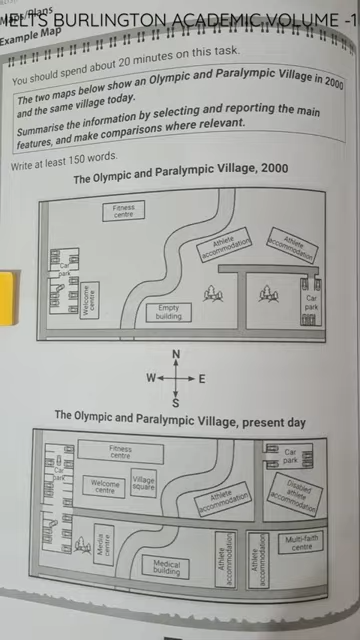 Maps/Plans
IELTS BURLINGTON ACADEMIC VOLUME -1
Example Map
You should spend about 20 minutes on this task.
The two maps below show an Olympic and Paralympic Village in 2000
and the same village today.
Summarise the information by selecting and reporting the main
features, and make comparisons where relevant.
Write at least 150 words.
The Olympic and Paralympic Village, 2000
Fitness
centre
Athlete
accommodation
Athlete
accommodation
Car
park
Welcome
centre
Empty
building
Car
park
N
W
E
S
The Olympic and Paralympic Village, present day
Fitness
centre
Car
park
Car
park
Welcome
centre
Village
square
Athlete
accommodation
Disabled
athlete
accommodation
Media
centre
Medical
building
Athlete
accommodation
Athlete
accommodation
Multi-faith
centre